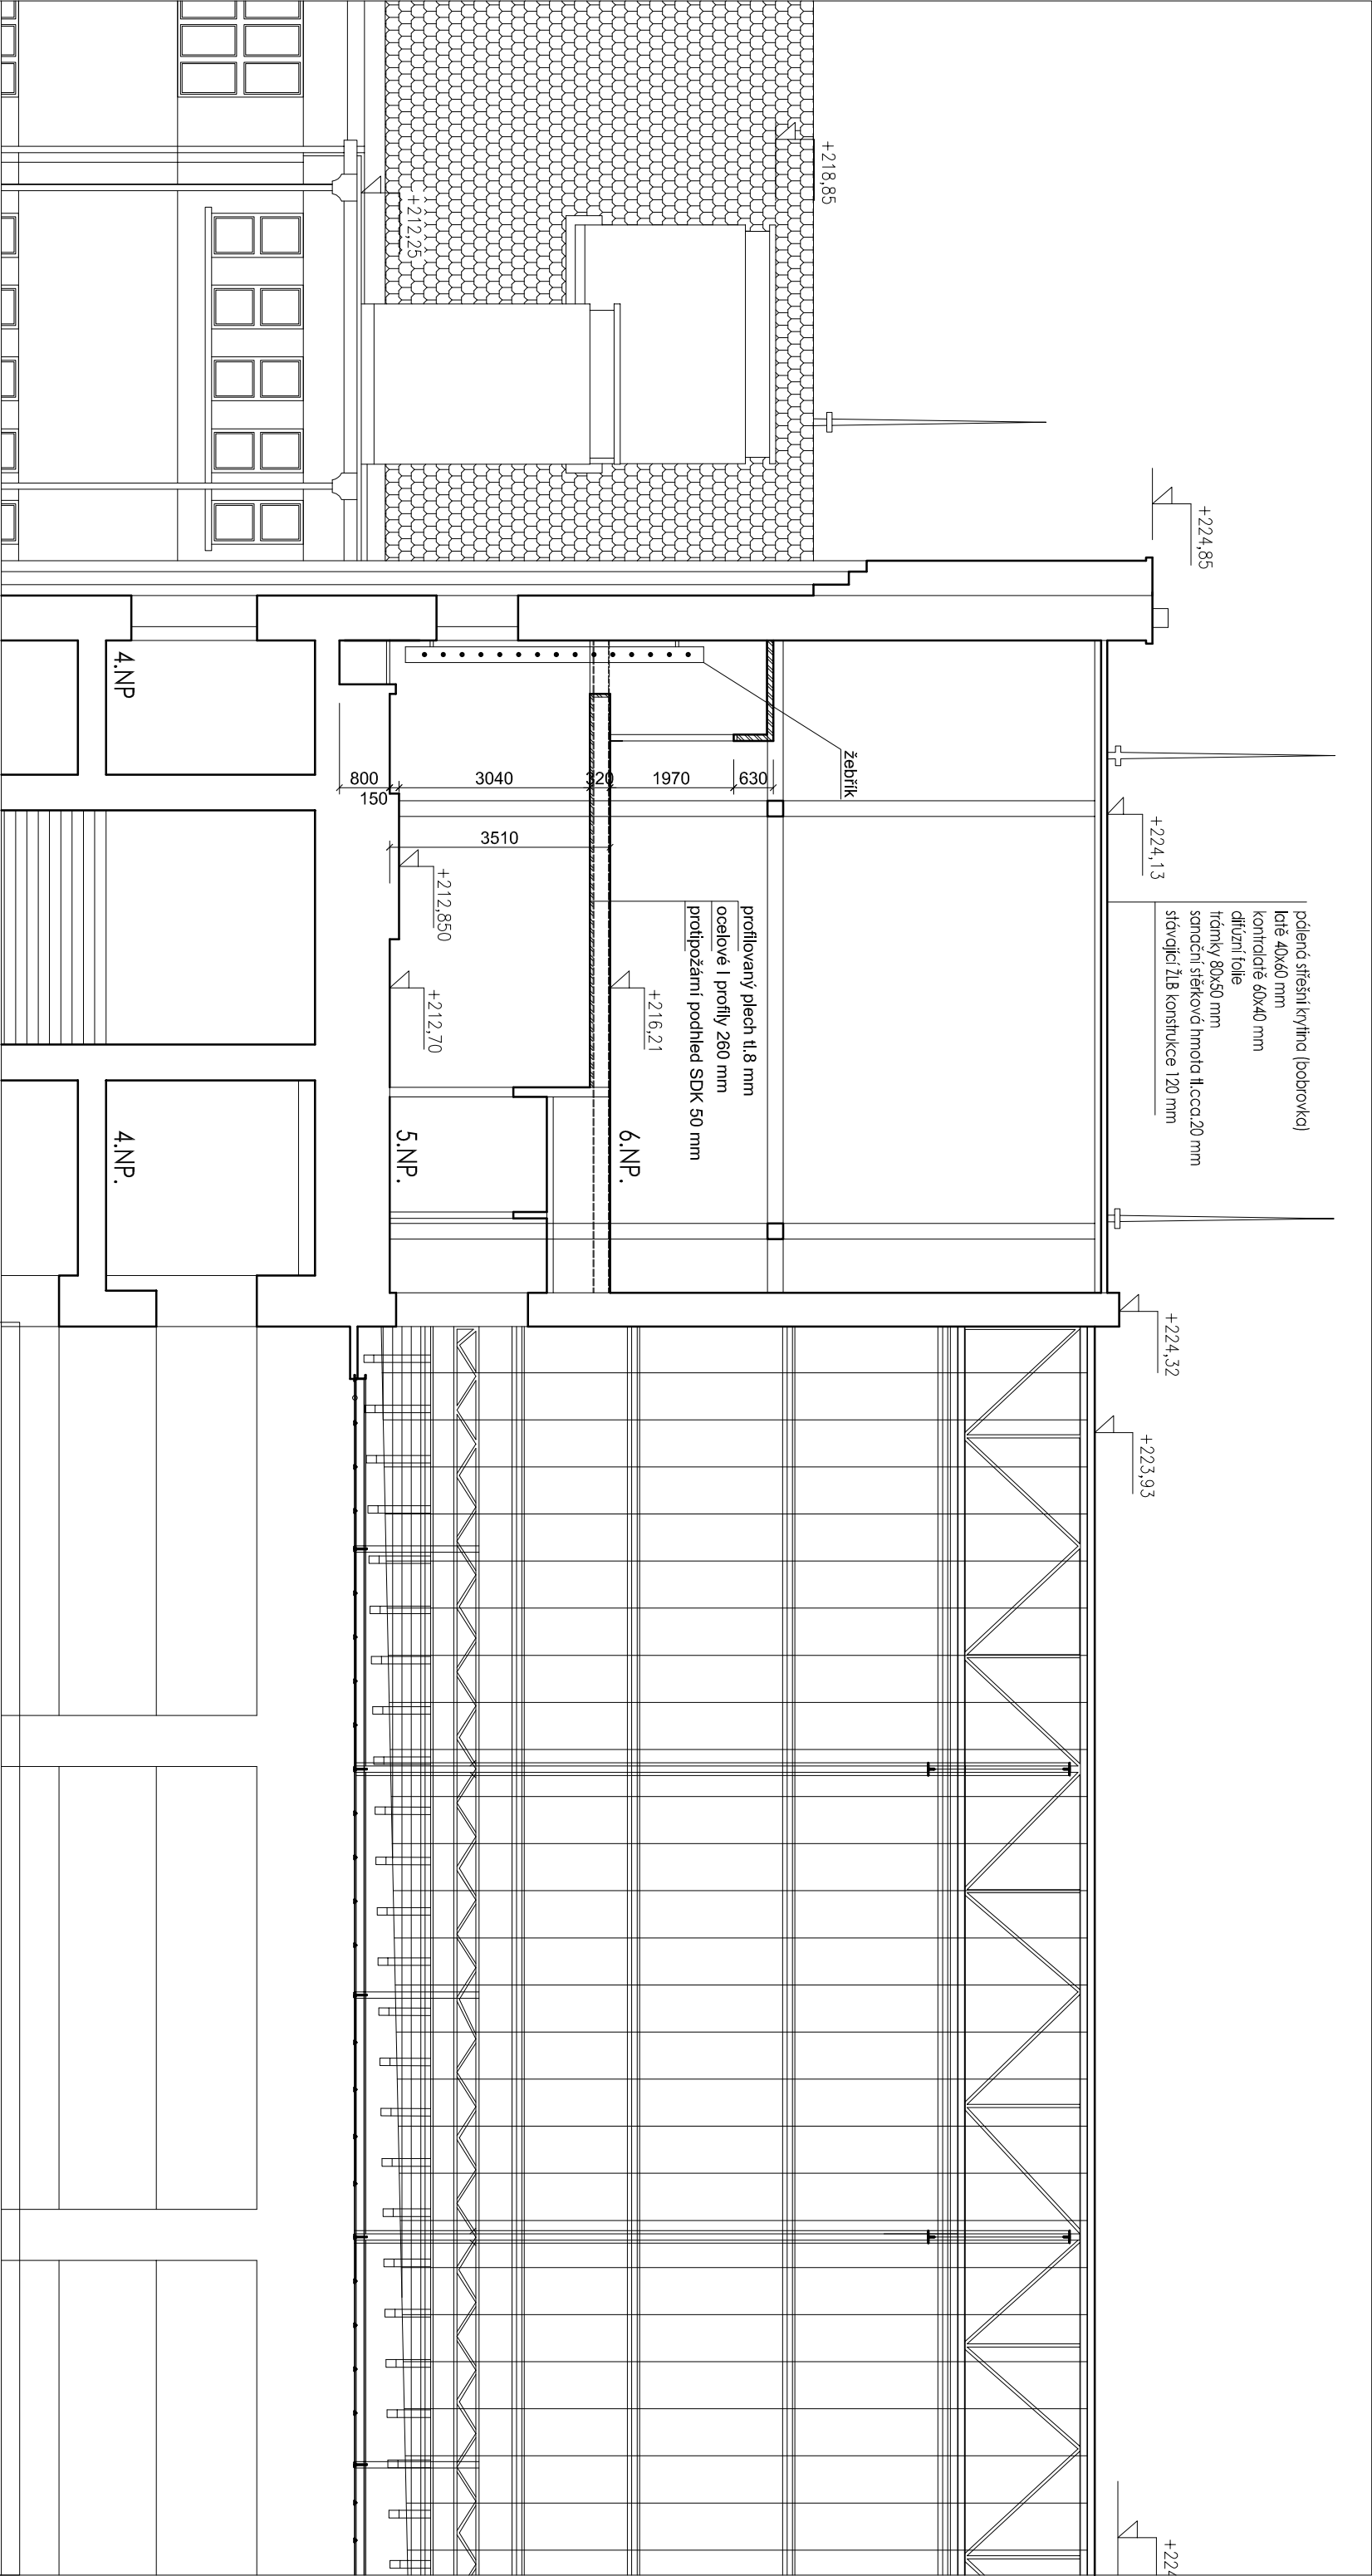 +218,85
+212,25
+224,85
žebřík
+224,13
pálená střešní krytina (bobrovka)
latě 40x60 mm
kontralatě 60x40 mm
difúzní folie
trámky 80x50 mm
sanační stěrková hmota tl.cca.20 mm
stávající ŽLB konstrukce 120 mm
800
150
3040
320
1970
630
3510
+212,850
+212,70
profilovaný plech tl.8 mm
ocelové I profily 260 mm
protipožární podhled SDK 50 mm
+216,21
4.NP
4.NP.
5.NP.
6.NP.
+224,32
+223,93
+224